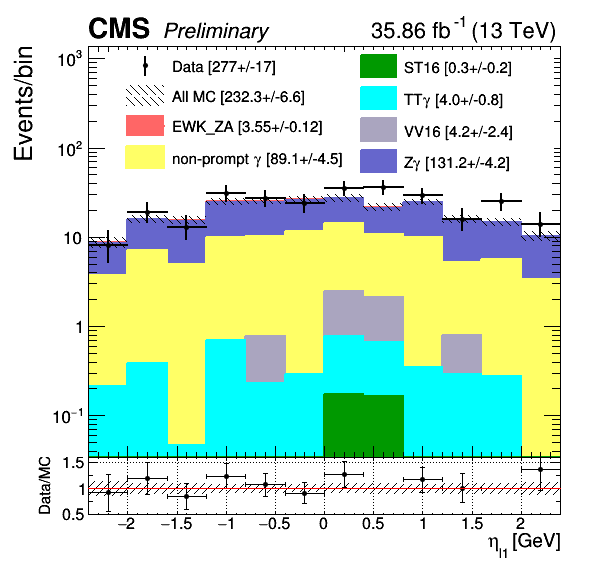 CMS Preliminary 35.86 fb⁻¹ (13 TeV)
Events/bin
10³
10²
10
1
10⁻¹
Data [277+/-17]
All MC [232.3+/-6.6]
EWK_ZA [3.55+/-0.12]
non-prompt γ [89.1+/-4.5]
ST16 [0.3+/-0.2]
TTγ [4.0+/-0.8]
VV16 [4.2+/-2.4]
Zγ [131.2+/-4.2]
Data/MC
1.5
1
0.5
−2 −1.5 −1 −0.5 0 0.5 1 1.5 2
η_l1 [GeV]